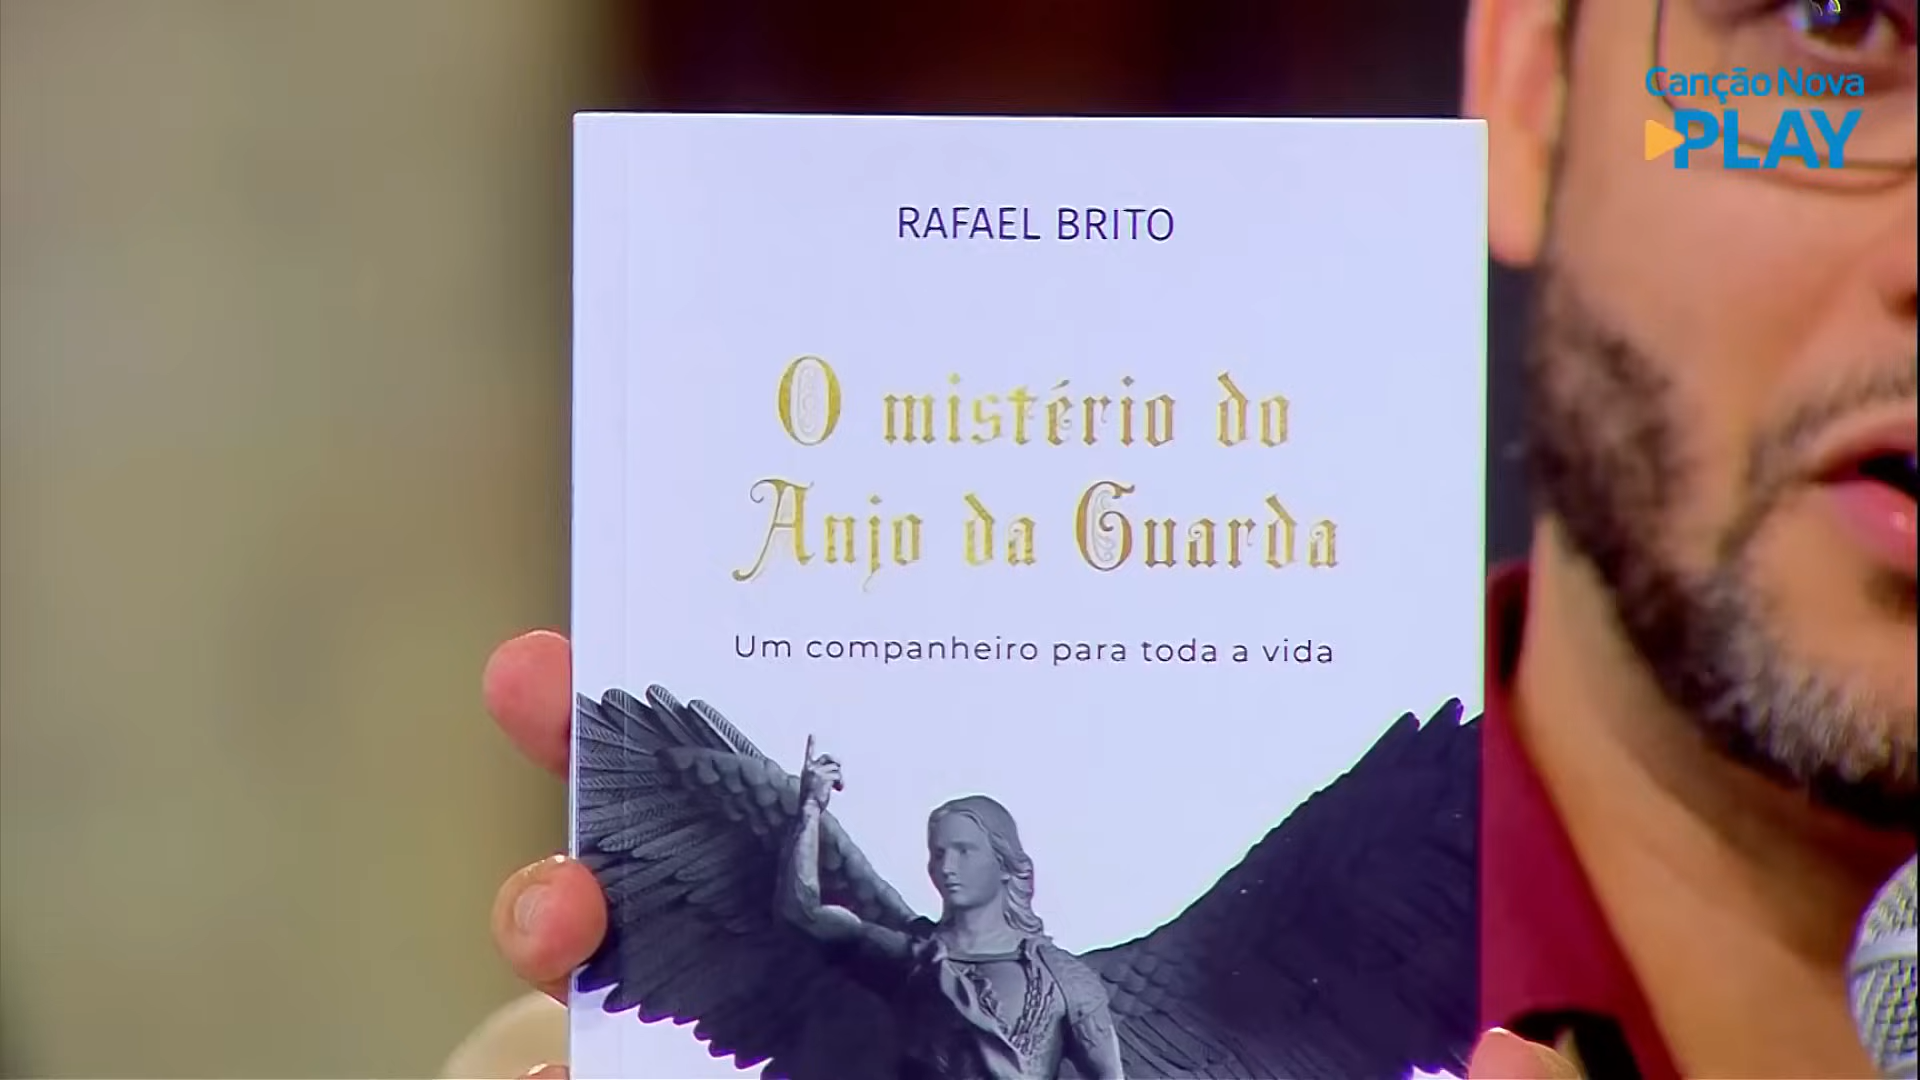 Canção Nova
PLAY
RAFAEL BRITO
O mistério do
Anjo da Guarda
Um companheiro para toda a vida